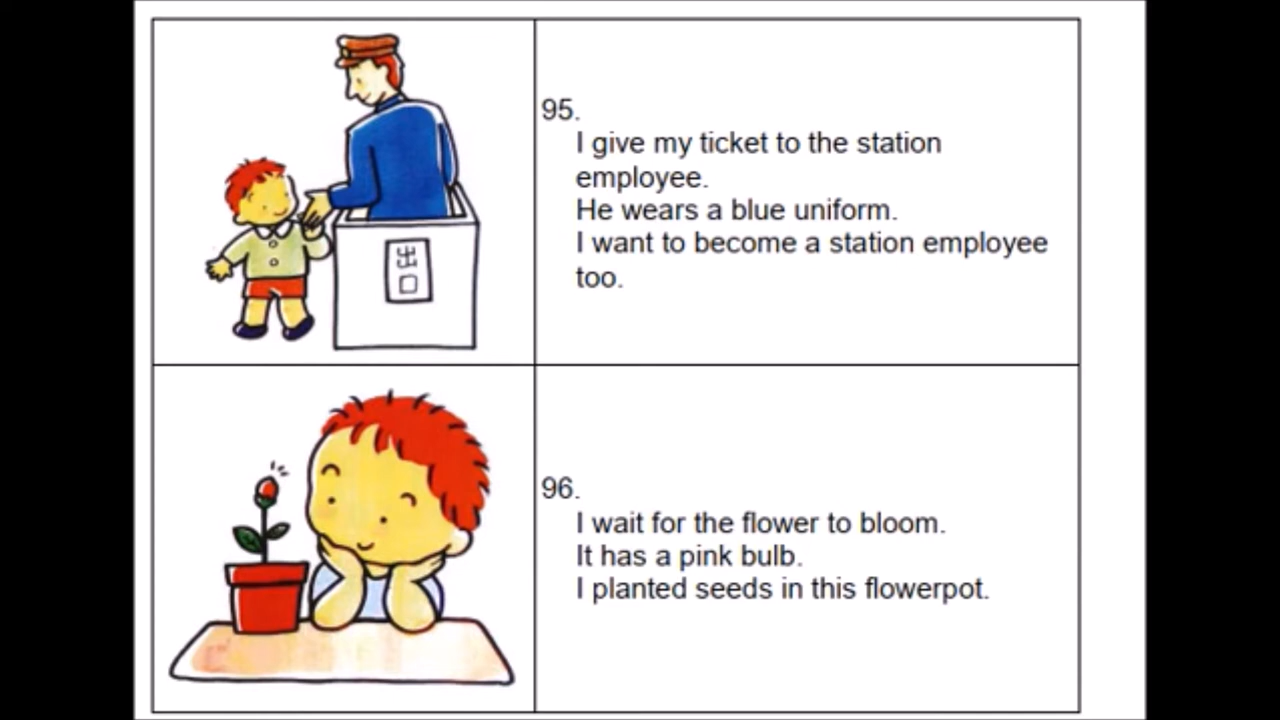 95.
I give my ticket to the station
employee.
He wears a blue uniform.
I want to become a station employee
too.
出
口
96.
I wait for the flower to bloom.
It has a pink bulb.
I planted seeds in this flowerpot.